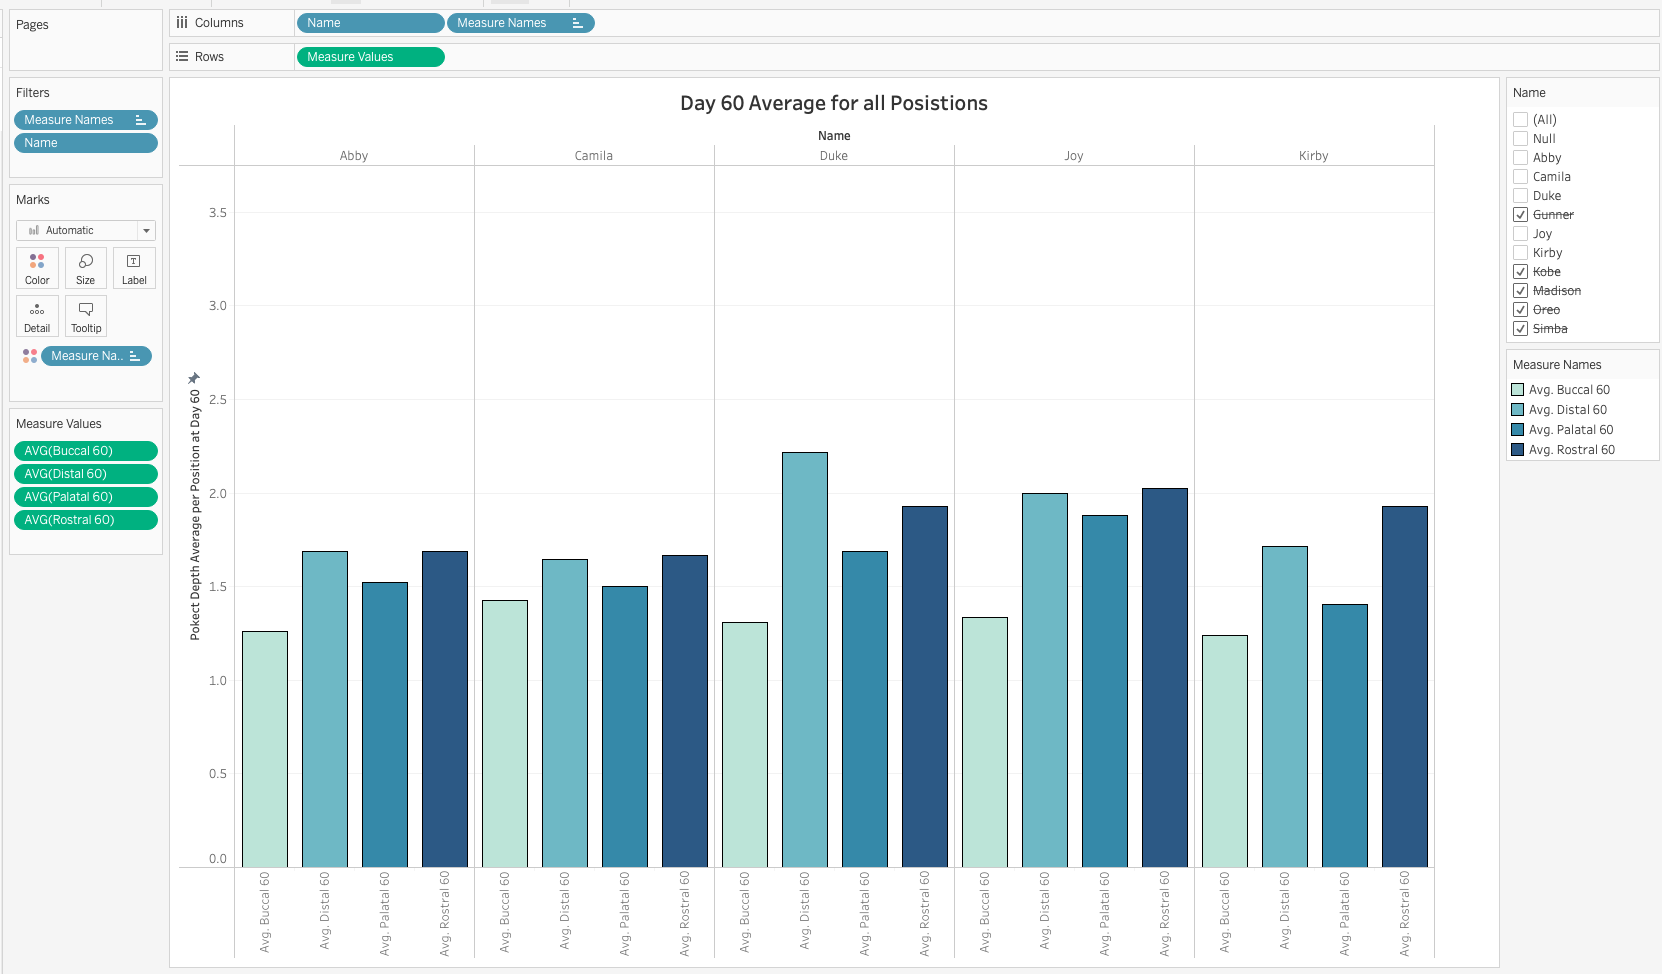 Pages
Columns
Name
Measure Names
Rows
Measure Values
Filters
Measure Names
Name
Marks
Automatic
Color
Size
Label
Detail
Tooltip
Measure Na..
Measure Values
AVG(Buccal 60)
AVG(Distal 60)
AVG(Palatal 60)
AVG(Rostral 60)
Day 60 Average for all Posistions
Name
Abby
Camila
Duke
Joy
Kirby
Pokect Depth Average per Position at Day 60
3.5
3.0
2.5
2.0
1.5
1.0
0.5
0.0
Avg. Buccal 60
Avg. Distal 60
Avg. Palatal 60
Avg. Rostral 60
Avg. Buccal 60
Avg. Distal 60
Avg. Palatal 60
Avg. Rostral 60
Avg. Buccal 60
Avg. Distal 60
Avg. Palatal 60
Avg. Rostral 60
Avg. Buccal 60
Avg. Distal 60
Avg. Palatal 60
Avg. Rostral 60
Avg. Buccal 60
Avg. Distal 60
Avg. Palatal 60
Avg. Rostral 60
Name
(All)
Null
Abby
Camila
Duke
Gunner
Joy
Kirby
Kobe
Madison
Oreo
Simba
Measure Names
Avg. Buccal 60
Avg. Distal 60
Avg. Palatal 60
Avg. Rostral 60